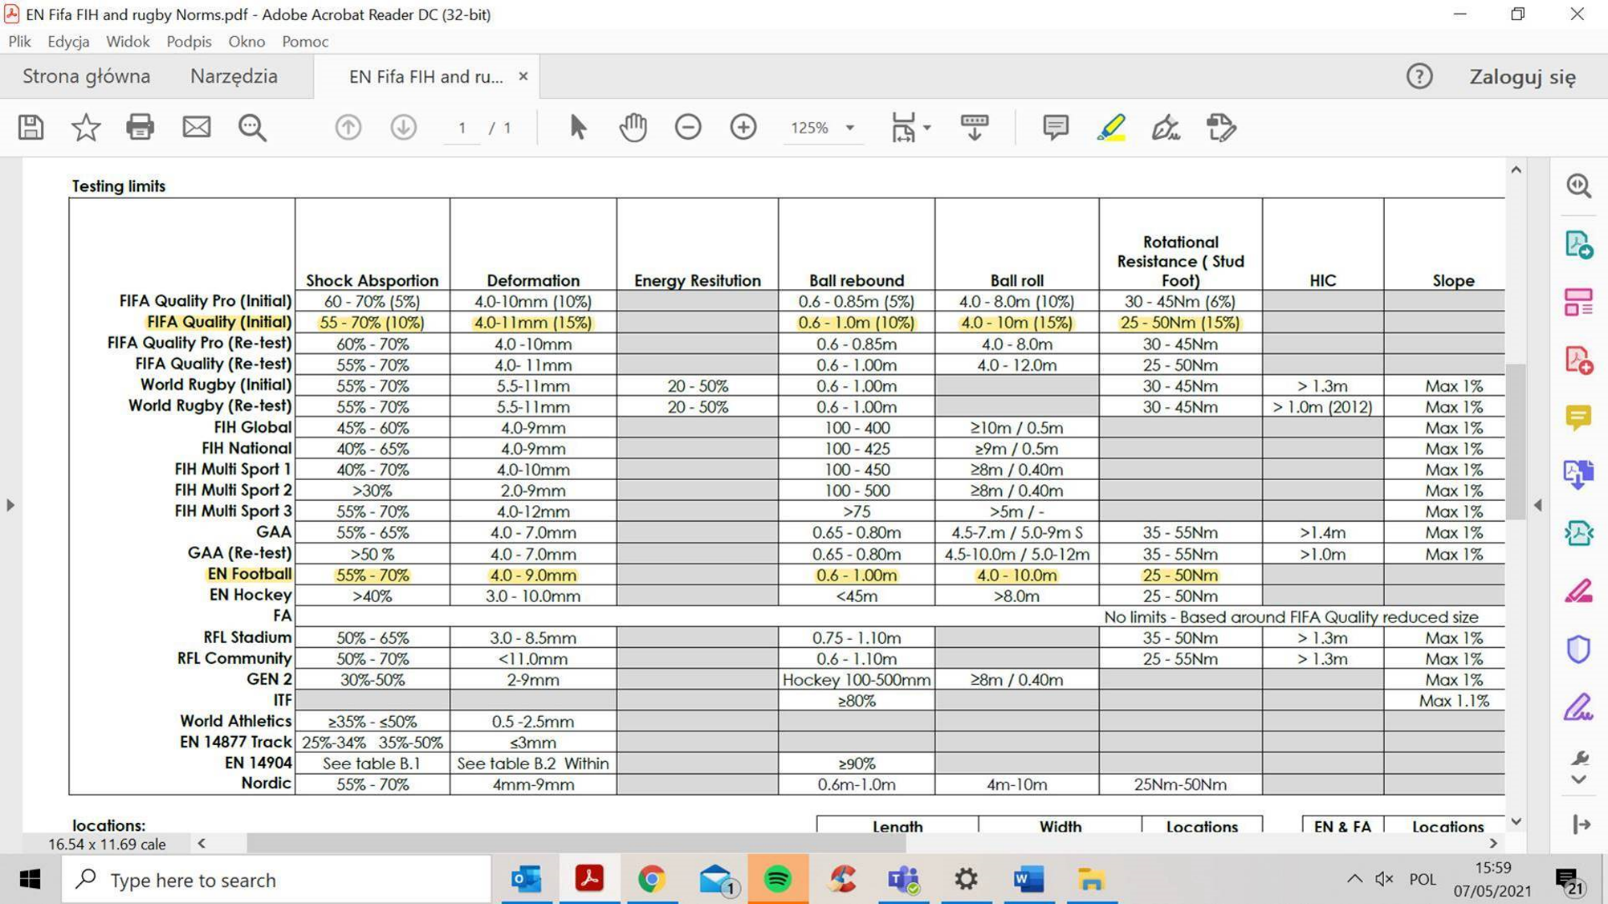 EN Fifa FIH and rugby Norms.pdf - Adobe Acrobat Reader DC (32-bit)
Plik Edycja Widok Podpis Okno Pomoc
Strona główna Narzędzia EN Fifa FIH and ru... × Zaloguj się
1 / 1 125%
Testing limits
Shock Absportion Deformation Energy Resitution Ball rebound Ball roll Rotational Resistance ( Stud Foot) HIC Slope
FIFA Quality Pro (Initial) 60 - 70% (5%) 4.0-10mm (10%) 0.6 - 0.85m (5%) 4.0 - 8.0m (10%) 30 - 45Nm (6%)
FIFA Quality (Initial) 55 - 70% (10%) 4.0-11mm (15%) 0.6 - 1.0m (10%) 4.0 - 10m (15%) 25 - 50Nm (15%)
FIFA Quality Pro (Re-test) 60% - 70% 4.0 -10mm 0.6 - 0.85m 4.0 - 8.0m 30 - 45Nm
FIFA Quality (Re-test) 55% - 70% 4.0- 11mm 0.6 - 1.00m 4.0 - 12.0m 25 - 50Nm
World Rugby (Initial) 55% - 70% 5.5-11mm 20 - 50% 0.6 - 1.00m 30 - 45Nm > 1.3m Max 1%
World Rugby (Re-test) 55% - 70% 5.5-11mm 20 - 50% 0.6 - 1.00m 30 - 45Nm > 1.0m (2012) Max 1%
FIH Global 45% - 60% 4.0-9mm 100 - 400 ≥10m / 0.5m Max 1%
FIH National 40% - 65% 4.0-9mm 100 - 425 ≥9m / 0.5m Max 1%
FIH Multi Sport 1 40% - 70% 4.0-10mm 100 - 450 ≥8m / 0.40m Max 1%
FIH Multi Sport 2 >30% 2.0-9mm 100 - 500 ≥8m / 0.40m Max 1%
FIH Multi Sport 3 55% - 70% 4.0-12mm >75 >5m / - Max 1%
GAA 55% - 65% 4.0 - 7.0mm 0.65 - 0.80m 4.5-7.m / 5.0-9m S 35 - 55Nm >1.4m Max 1%
GAA (Re-test) >50 % 4.0 - 7.0mm 0.65 - 0.80m 4.5-10.0m / 5.0-12m 35 - 55Nm >1.0m Max 1%
EN Football 55% - 70% 4.0 - 9.0mm 0.6 - 1.00m 4.0 - 10.0m 25 - 50Nm
EN Hockey >40% 3.0 - 10.0mm <45m >8.0m 25 - 50Nm
FA No limits - Based around FIFA Quality reduced size
RFL Stadium 50% - 65% 3.0 - 8.5mm 0.75 - 1.10m 35 - 50Nm > 1.3m Max 1%
RFL Community 50% - 70% <11.0mm 0.6 - 1.10m 25 - 55Nm > 1.3m Max 1%
GEN 2 30%-50% 2-9mm Hockey 100-500mm ≥8m / 0.40m Max 1%
ITF ≥80% Max 1.1%
World Athletics ≥35% - ≤50% 0.5 -2.5mm
EN 14877 Track 25%-34% 35%-50% ≤3mm
EN 14904 See table B.1 See table B.2 Within ≥90%
Nordic 55% - 70% 4mm-9mm 0.6m-1.0m 4m-10m 25Nm-50Nm
locations: Length Width Locations EN & FA Locations
16.54 x 11.69 cale
Type here to search 1 POL 15:59
07/05/2021 21